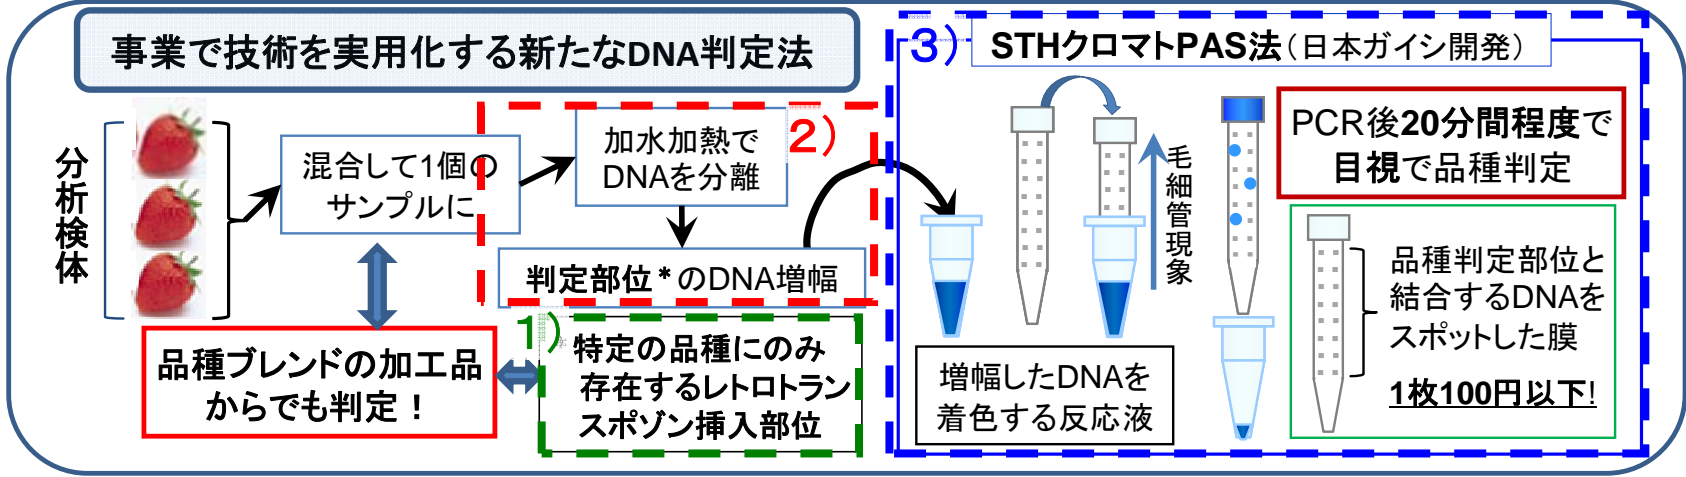 事業で技術を実用化する新たなDNA判定法
分析検体
混合して1個の
サンプルに
2)
加水加熱で
DNAを分離
判定部位*のDNA増幅
品種ブレンドの加工品
からでも判定！
1)
特定の品種にのみ
存在するレトロトラン
スポゾン挿入部位
3)
STHクロマトPAS法（日本ガイシ開発）
毛細管現象
増幅したDNAを
着色する反応液
PCR後20分間程度で
目視で品種判定
品種判定部位と
結合するDNAを
スポットした膜
1枚100円以下!